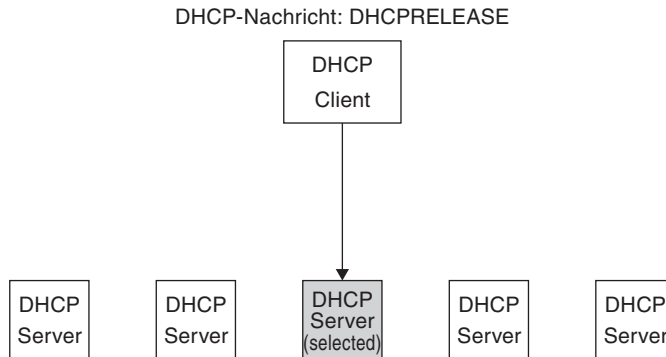 DHCP-Nachricht: DHCPRELEASE
DHCP
Client
DHCP
Server
DHCP
Server
DHCP
Server
(selected)
DHCP
Server
DHCP
Server